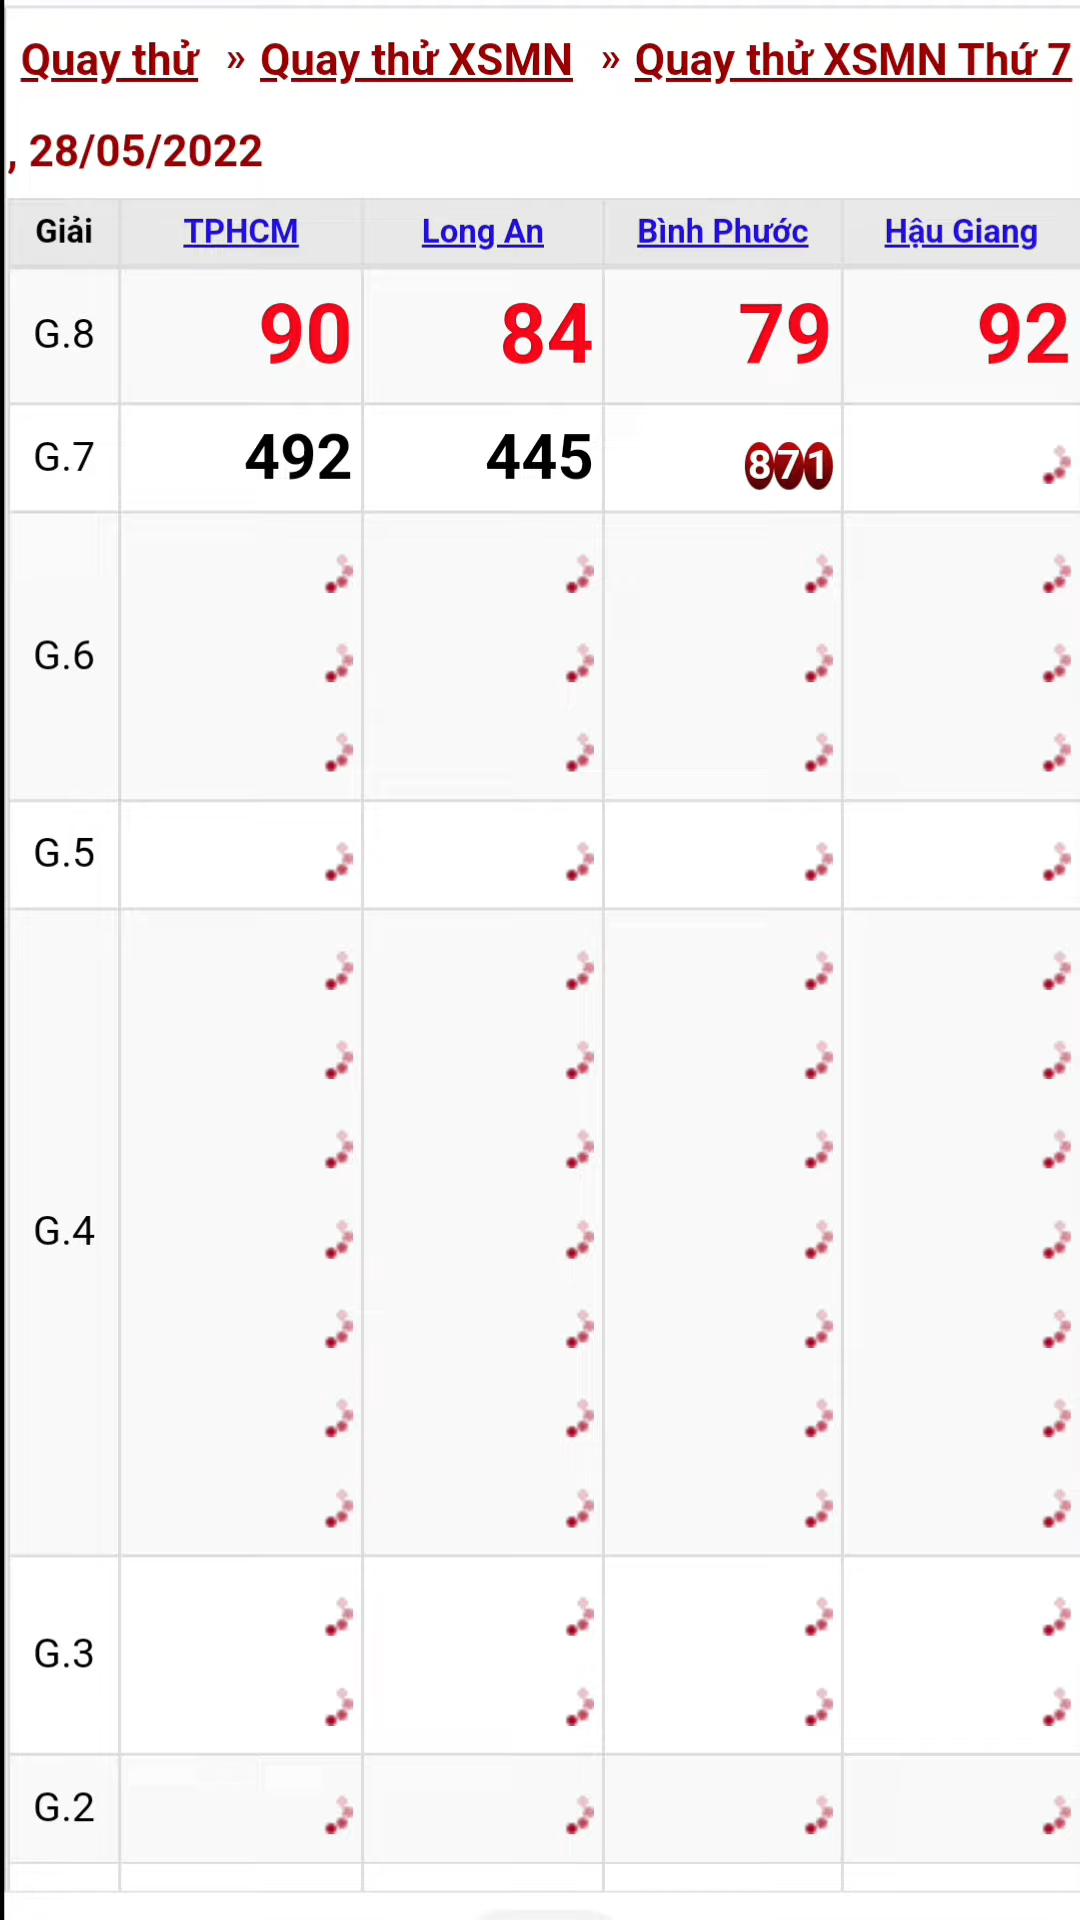 Quay thử » Quay thử XSMN » Quay thử XSMN Thứ 7
, 28/05/2022
Giải TPHCM Long An Bình Phước Hậu Giang
G.8 90 84 79 92
G.7 492 445 871
G.6
G.5
G.4
G.3
G.2